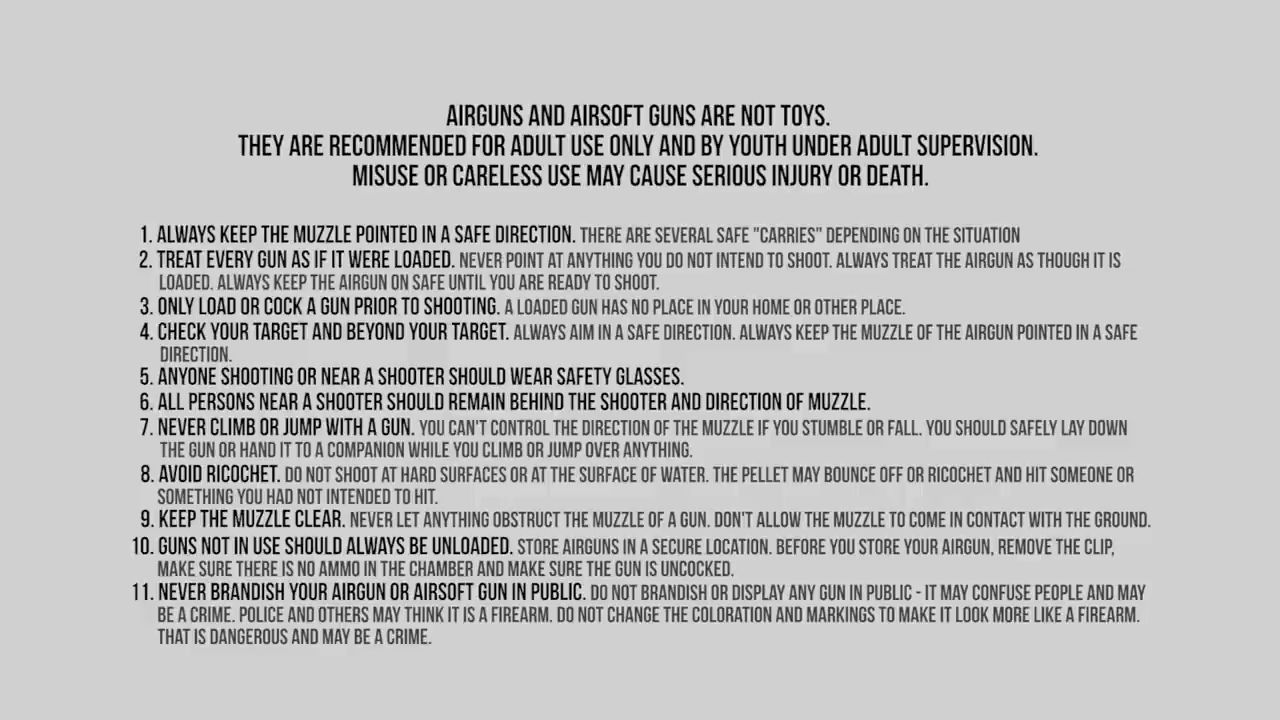 AIRGUNS AND AIRSOFT GUNS ARE NOT TOYS.
THEY ARE RECOMMENDED FOR ADULT USE ONLY AND BY YOUTH UNDER ADULT SUPERVISION.
MISUSE OR CARELESS USE MAY CAUSE SERIOUS INJURY OR DEATH.
1. ALWAYS KEEP THE MUZZLE POINTED IN A SAFE DIRECTION. THERE ARE SEVERAL SAFE "CARRIES" DEPENDING ON THE SITUATION
2. TREAT EVERY GUN AS IF IT WERE LOADED. NEVER POINT AT ANYTHING YOU DO NOT INTEND TO SHOOT. ALWAYS TREAT THE AIRGUN AS THOUGH IT IS
LOADED. ALWAYS KEEP THE AIRGUN ON SAFE UNTIL YOU ARE READY TO SHOOT.
3. ONLY LOAD OR COCK A GUN PRIOR TO SHOOTING. A LOADED GUN HAS NO PLACE IN YOUR HOME OR OTHER PLACE.
4. CHECK YOUR TARGET AND BEYOND YOUR TARGET. ALWAYS AIM IN A SAFE DIRECTION. ALWAYS KEEP THE MUZZLE OF THE AIRGUN POINTED IN A SAFE
DIRECTION.
5. ANYONE SHOOTING OR NEAR A SHOOTER SHOULD WEAR SAFETY GLASSES.
6. ALL PERSONS NEAR A SHOOTER SHOULD REMAIN BEHIND THE SHOOTER AND DIRECTION OF MUZZLE.
7. NEVER CLIMB OR JUMP WITH A GUN. YOU CAN'T CONTROL THE DIRECTION OF THE MUZZLE IF YOU STUMBLE OR FALL. YOU SHOULD SAFELY LAY DOWN
THE GUN OR HAND IT TO A COMPANION WHILE YOU CLIMB OR JUMP OVER ANYTHING.
8. AVOID RICOCHET. DO NOT SHOOT AT HARD SURFACES OR AT THE SURFACE OF WATER. THE PELLET MAY BOUNCE OFF OR RICOCHET AND HIT SOMEONE OR
SOMETHING YOU HAD NOT INTENDED TO HIT.
9. KEEP THE MUZZLE CLEAR. NEVER LET ANYTHING OBSTRUCT THE MUZZLE OF A GUN. DON'T ALLOW THE MUZZLE TO COME IN CONTACT WITH THE GROUND.
10. GUNS NOT IN USE SHOULD ALWAYS BE UNLOADED. STORE AIRGUNS IN A SECURE LOCATION. BEFORE YOU STORE YOUR AIRGUN, REMOVE THE CLIP,
MAKE SURE THERE IS NO AMMO IN THE CHAMBER AND MAKE SURE THE GUN IS UNCOCKED.
11. NEVER BRANDISH YOUR AIRGUN OR AIRSOFT GUN IN PUBLIC. DO NOT BRANDISH OR DISPLAY ANY GUN IN PUBLIC - IT MAY CONFUSE PEOPLE AND MAY
BE A CRIME. POLICE AND OTHERS MAY THINK IT IS A FIREARM. DO NOT CHANGE THE COLORATION AND MARKINGS TO MAKE IT LOOK MORE LIKE A FIREARM.
THAT IS DANGEROUS AND MAY BE A CRIME.